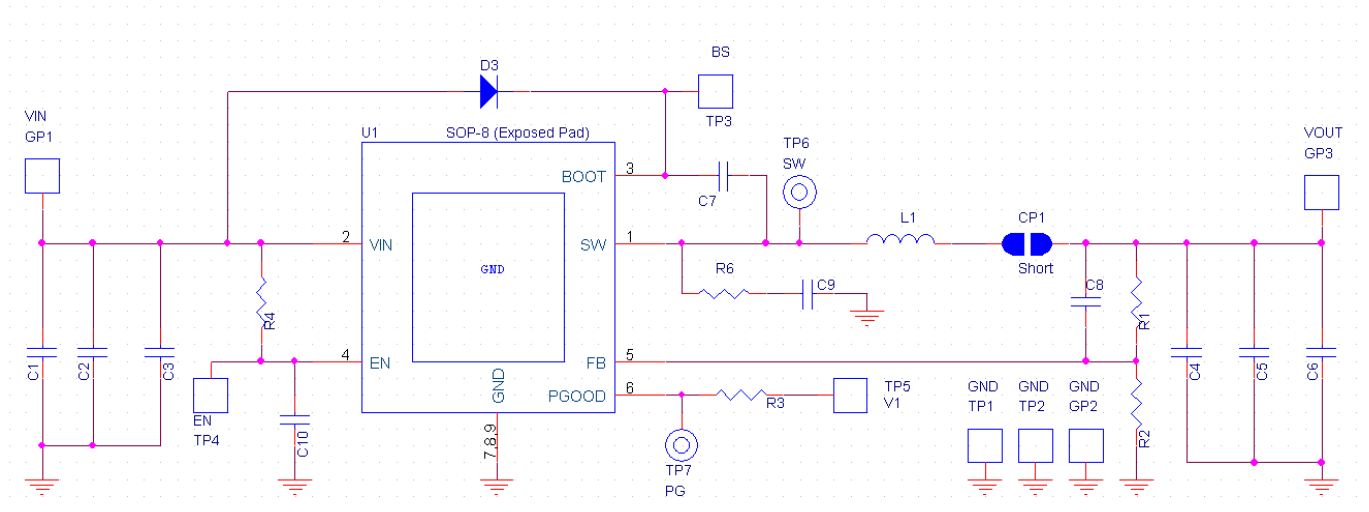 BS
D3
VIN
GP1
U1
SOP-8 (Exposed Pad)
TP3
TP6
SW
VOUT
GP3
BOOT
3
C7
2
VIN
SW
1
L1
CP1
Short
GND
R6
C9
C8
R4
R1
4
EN
FB
5
C1
C2
C3
C4
C5
C6
GND
PGOOD
6
R3
TP5
V1
GND
TP1
GND
TP2
GND
GP2
EN
TP4
C10
7,8,9
R2
TP7
PG